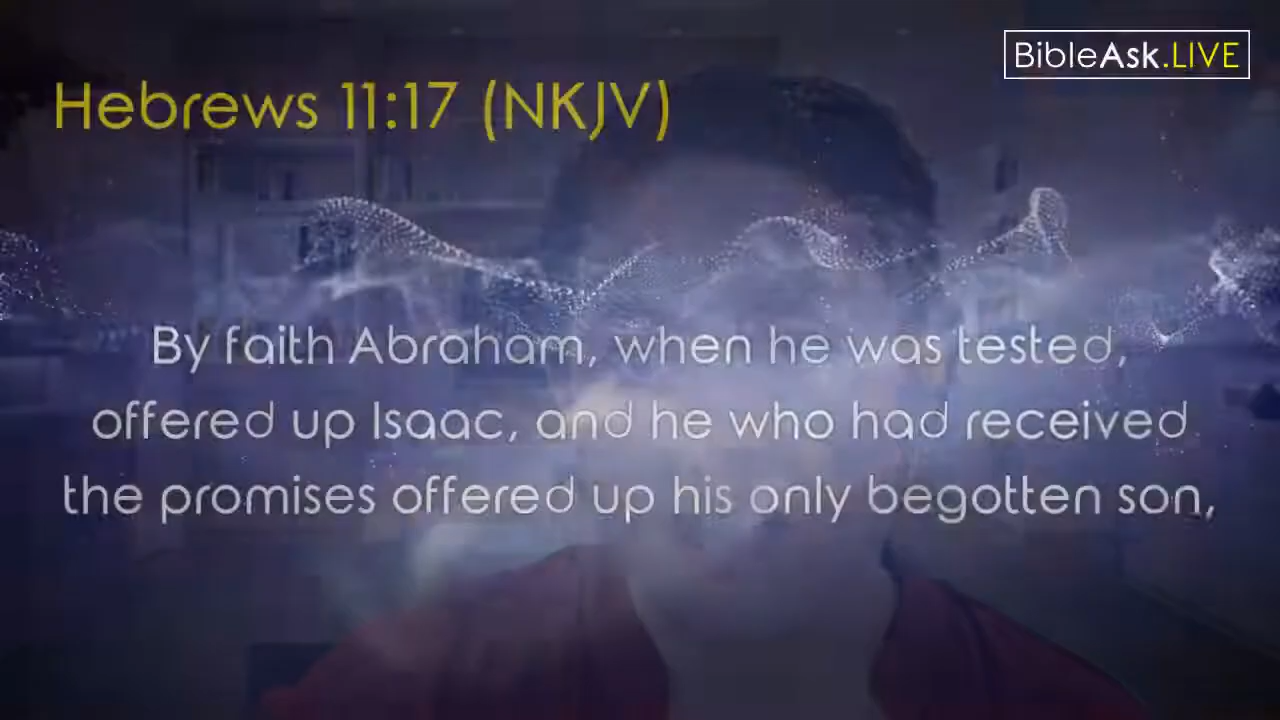 BibleAsk.LIVE
Hebrews 11:17 (NKJV)
By faith Abraham, when he was tested,
offered up Isaac, and he who had received
the promises offered up his only begotten son,